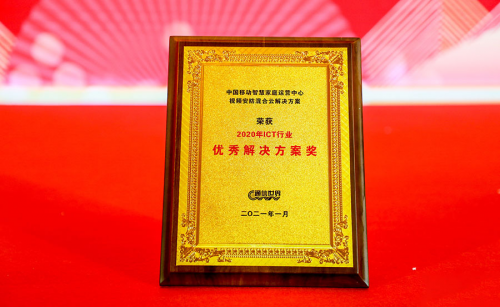 中国移动智慧家庭运营中心
视频安防混合云解决方案
荣获
2020年ICT行业
优秀解决方案奖
通信世界
二〇二一年一月